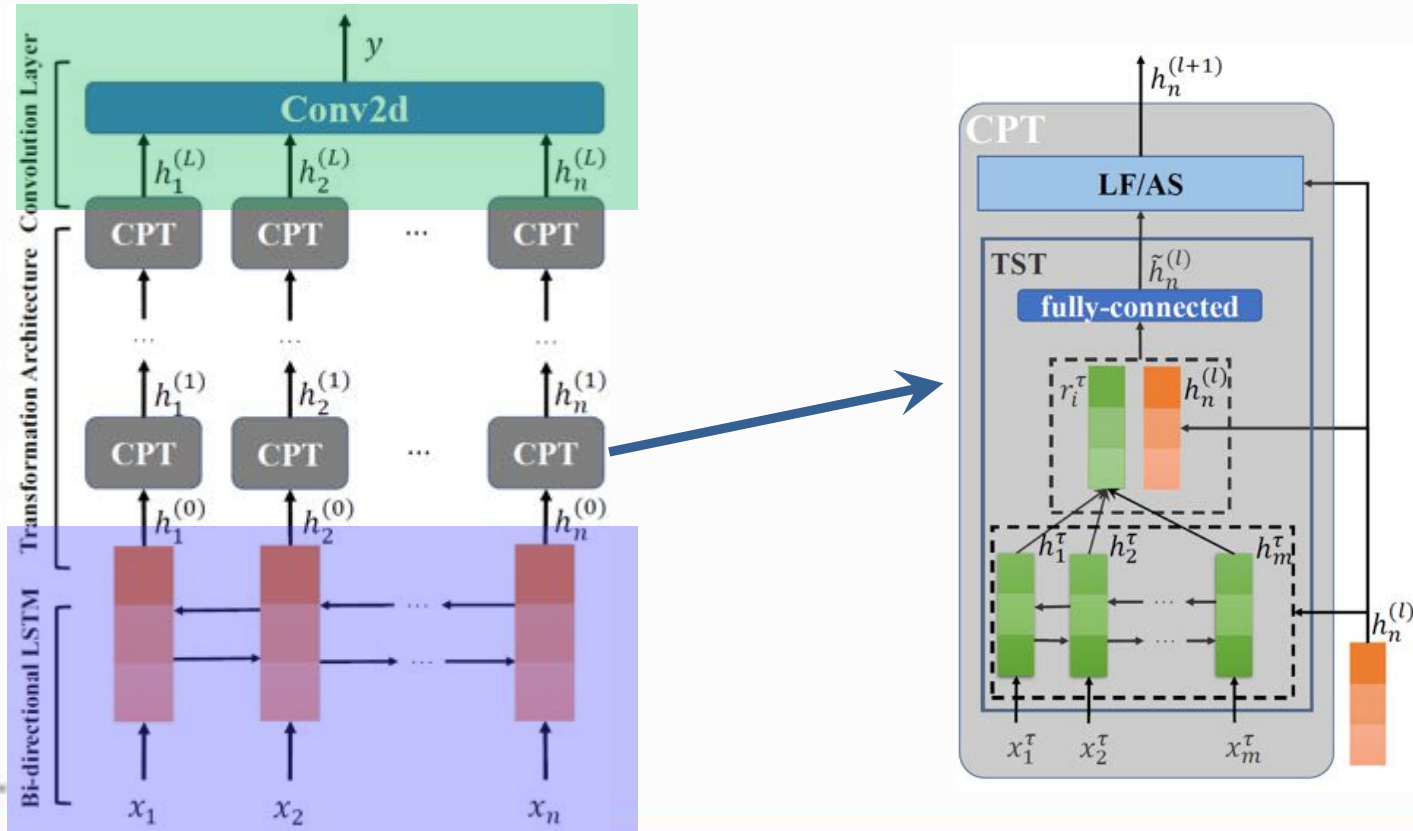 y
Conv2d
h_1^{(L)} h_2^{(L)} h_n^{(L)}
Convolution Layer
CPT CPT ... CPT
...  ...  ...
Transformation Architecture
h_1^{(1)} h_2^{(1)} h_n^{(1)}
CPT CPT ... CPT
h_1^{(0)} h_2^{(0)} h_n^{(0)}
...
...
Bi-directional LSTM
x_1 x_2 x_n
h_n^{(l+1)}
CPT
LF/AS
TST
\tilde{h}_n^{(l)}
fully-connected
r_i^τ h_n^{(l)}
h_1^τ h_2^τ h_m^τ
...
...
h_n^{(l)}
x_1^τ x_2^τ x_m^τ